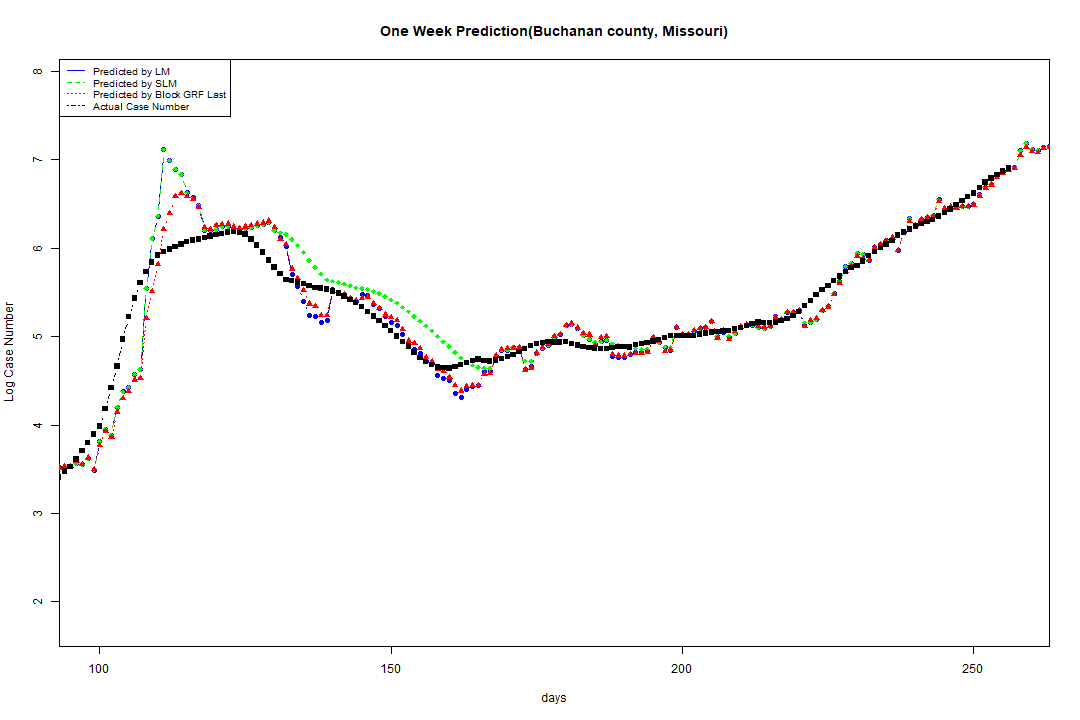 One Week Prediction(Buchanan county, Missouri)
Predicted by LM
Predicted by SLM
Predicted by Block GRF Last
Actual Case Number
8
7
6
5
4
3
2
Log Case Number
100 150 200 250
days